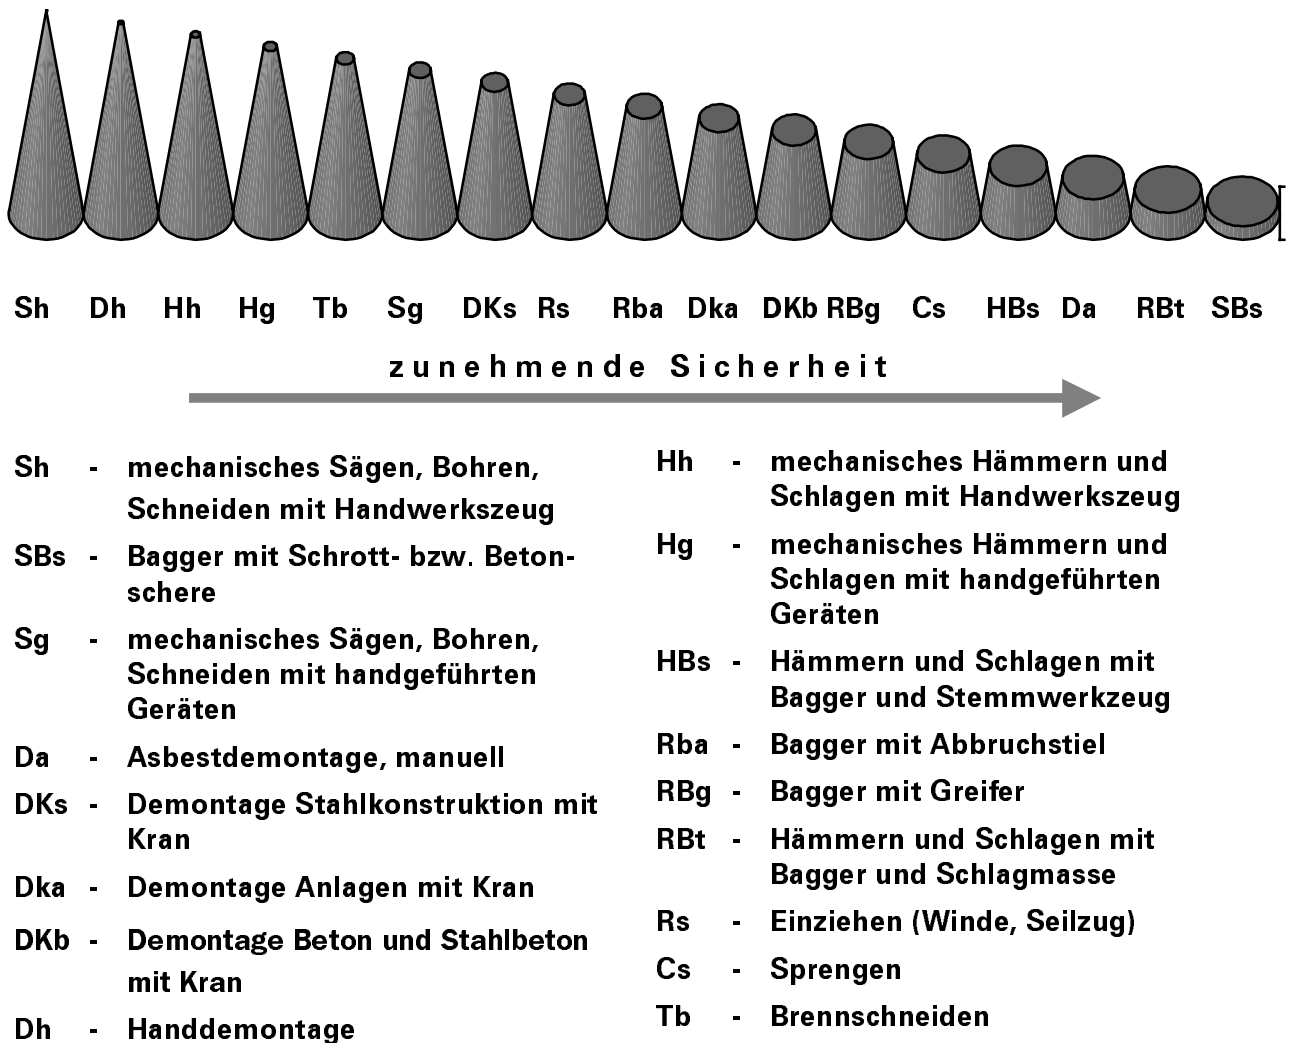 Sh Dh Hh Hg Tb Sg DKs Rs Rba Dka DKb RBg Cs HBs Da RBt SBs
zunehmende Sicherheit
Sh - mechanisches Sägen, Bohren,
Schneiden mit Handwerkszeug
SBs - Bagger mit Schrott- bzw. Beton-
schere
Sg - mechanisches Sägen, Bohren,
Schneiden mit handgeführten
Geräten
Da - Asbestdemontage, manuell
DKs - Demontage Stahlkonstruktion mit
Kran
Dka - Demontage Anlagen mit Kran
DKb - Demontage Beton und Stahlbeton
mit Kran
Dh - Handdemontage
Hh - mechanisches Hämmern und
Schlagen mit Handwerkszeug
Hg - mechanisches Hämmern und
Schlagen mit handgeführten
Geräten
HBs - Hämmern und Schlagen mit
Bagger und Stemmwerkzeug
Rba - Bagger mit Abbruchstiel
RBg - Bagger mit Greifer
RBt - Hämmern und Schlagen mit
Bagger und Schlagmasse
Rs - Einziehen (Winde, Seilzug)
Cs - Sprengen
Tb - Brennschneiden